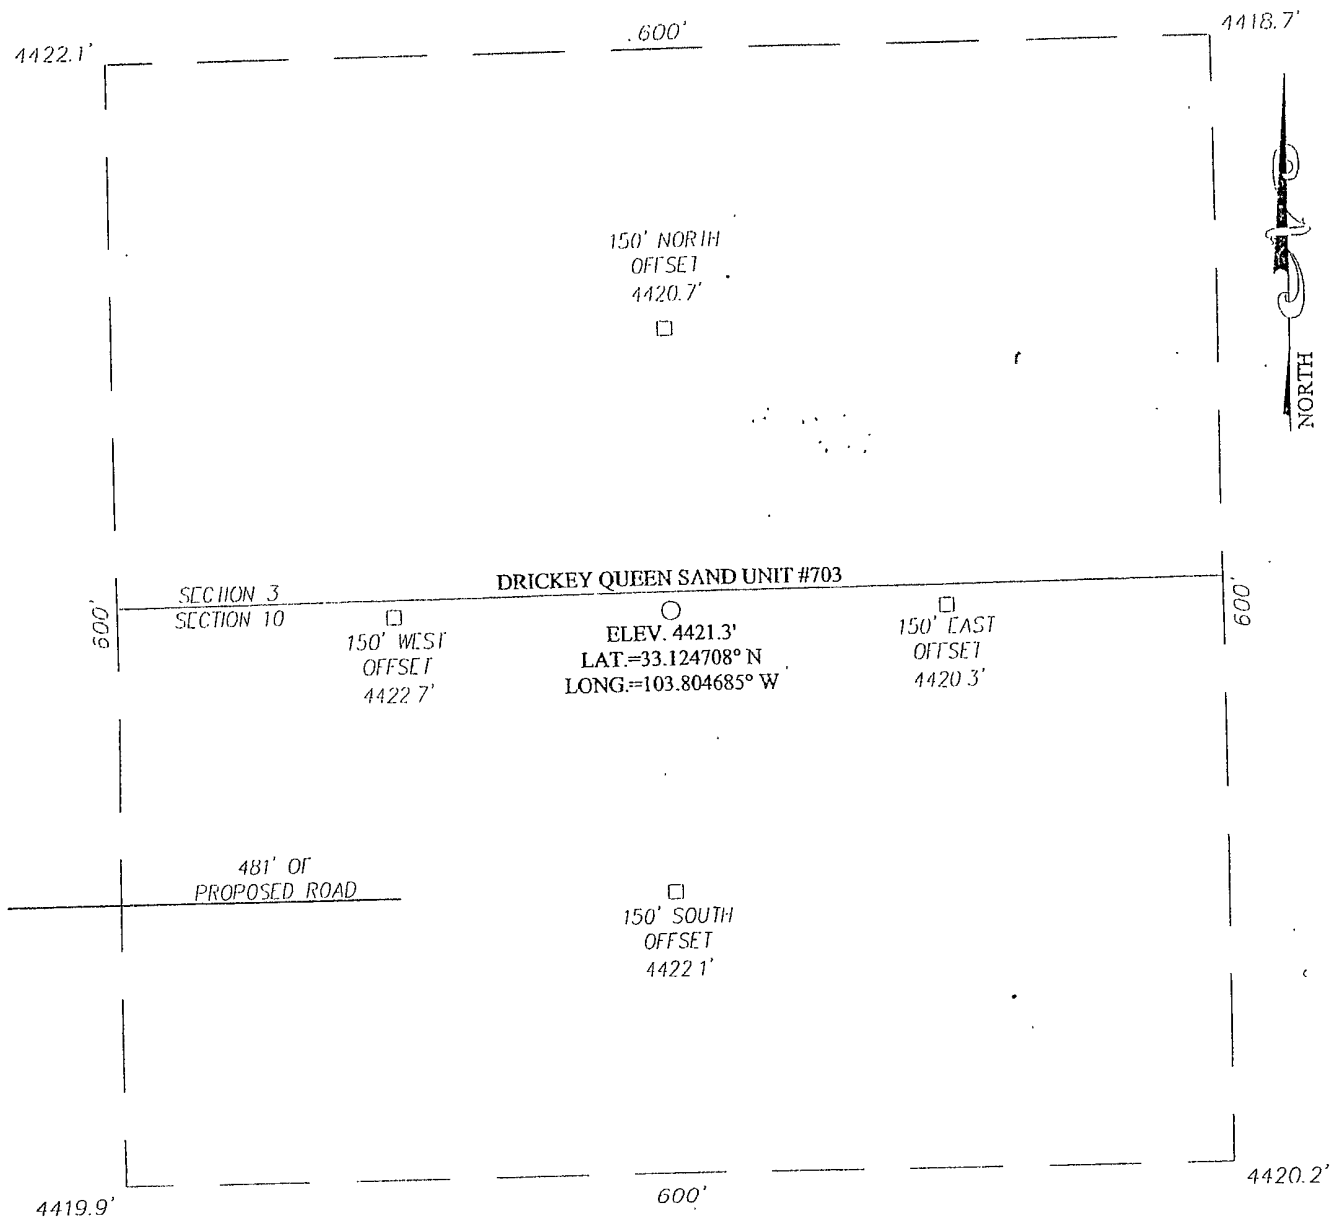 4422.1'
600'
4418.7'
150' NORTH
OFFSET
4420.7'
NORTH
DRICKEY QUEEN SAND UNIT #703
SECTION 3
SECTION 10
600'
600'
150' WEST
OFFSET
4422 7'
ELEV. 4421.3'
LAT.=33.124708° N
LONG.=103.804685° W
150' EAST
OFFSET
4420 3'
481' OF
PROPOSED ROAD
150' SOUTH
OFFSET
4422 1'
4419.9'
600'
4420.2'